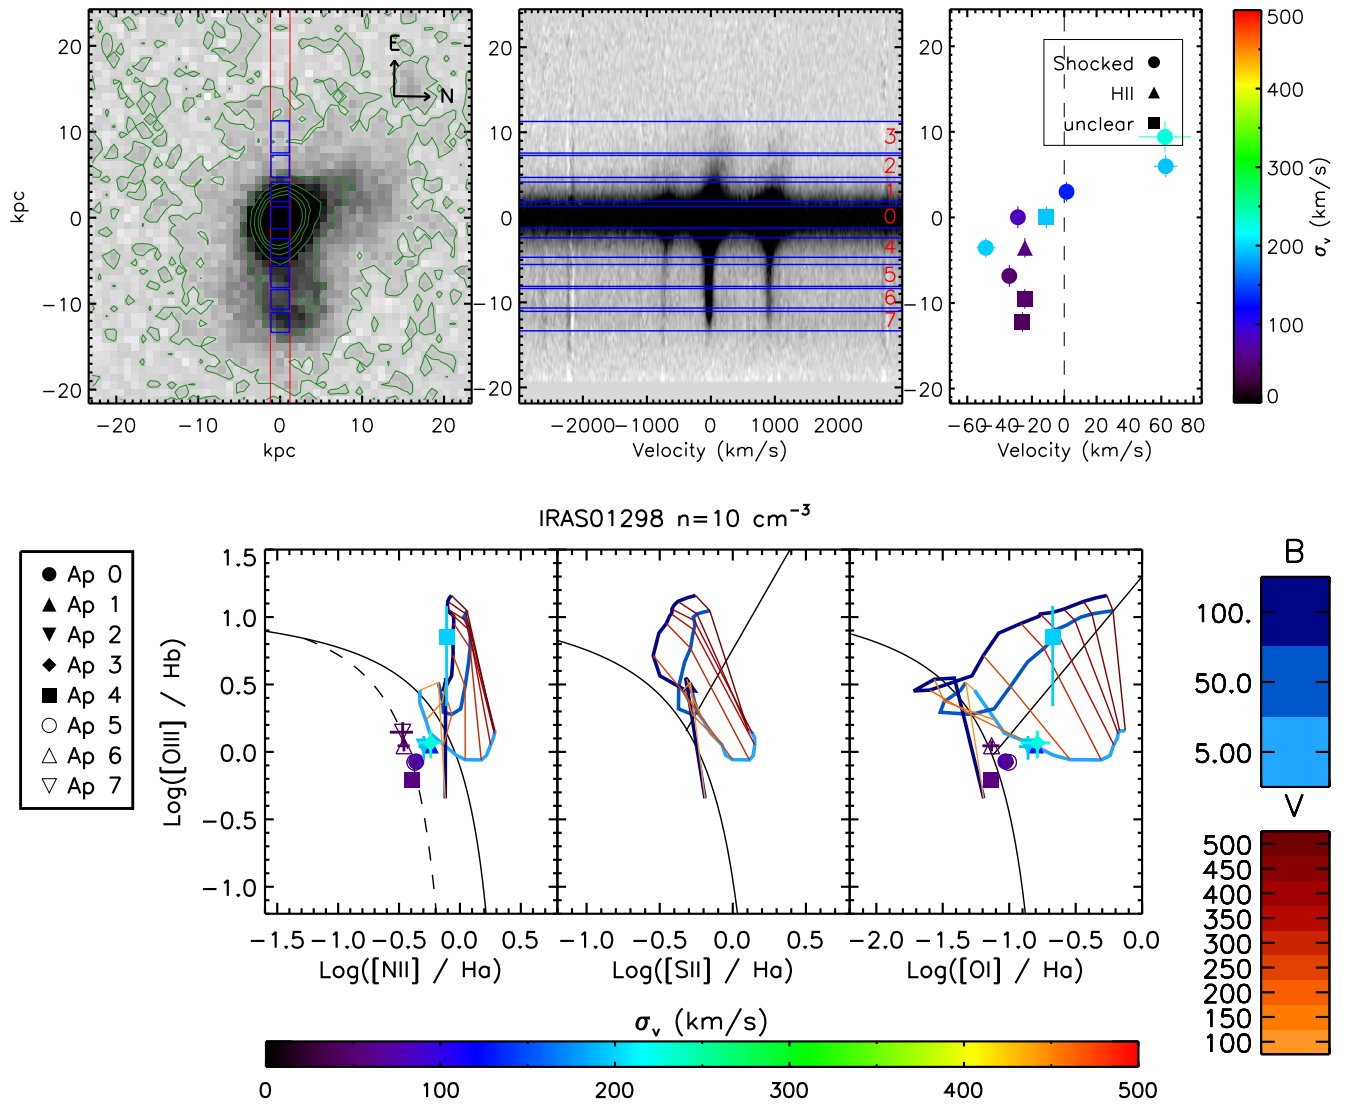 E
N
20
10
0
−10
−20
kpc
−20 −10 0 10 20
kpc
20
10
0
−10
−20
3
2
1
0
4
5
6
7
−2000 −1000 0 1000 2000
Velocity (km/s)
20
10
0
−10
−20
Shocked
HII
unclear
−60 −40 −20 0 20 40 60 80
Velocity (km/s)
500
400
300
200
100
0
σv (km/s)
IRAS01298 n=10 cm−3
Ap 0
Ap 1
Ap 2
Ap 3
Ap 4
Ap 5
Ap 6
Ap 7
Log([OIII] / Hb)
1.5
1.0
0.5
0.0
−0.5
−1.0
−1.5 −1.0 −0.5 0.0 0.5
Log([NII] / Ha)
−1.0 −0.5 0.0 0.5
Log([SII] / Ha)
−2.0 −1.5 −1.0 −0.5 0.0
Log([OI] / Ha)
B
100.
50.0
5.00
V
500
450
400
350
300
250
200
150
100
σv (km/s)
0 100 200 300 400 500